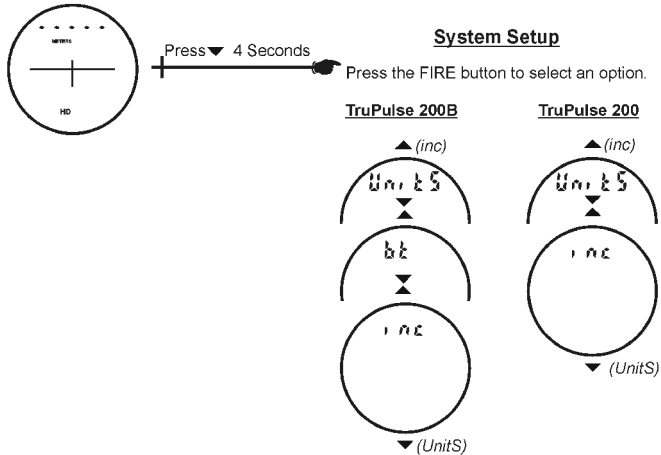 METERS
HD
Press▼ 4 Seconds
System Setup
Press the FIRE button to select an option.
TruPulse 200B
▲ (inc)
UnitS
bt
inc
▼ (UnitS)
TruPulse 200
▲ (inc)
UnitS
inc
▼ (UnitS)